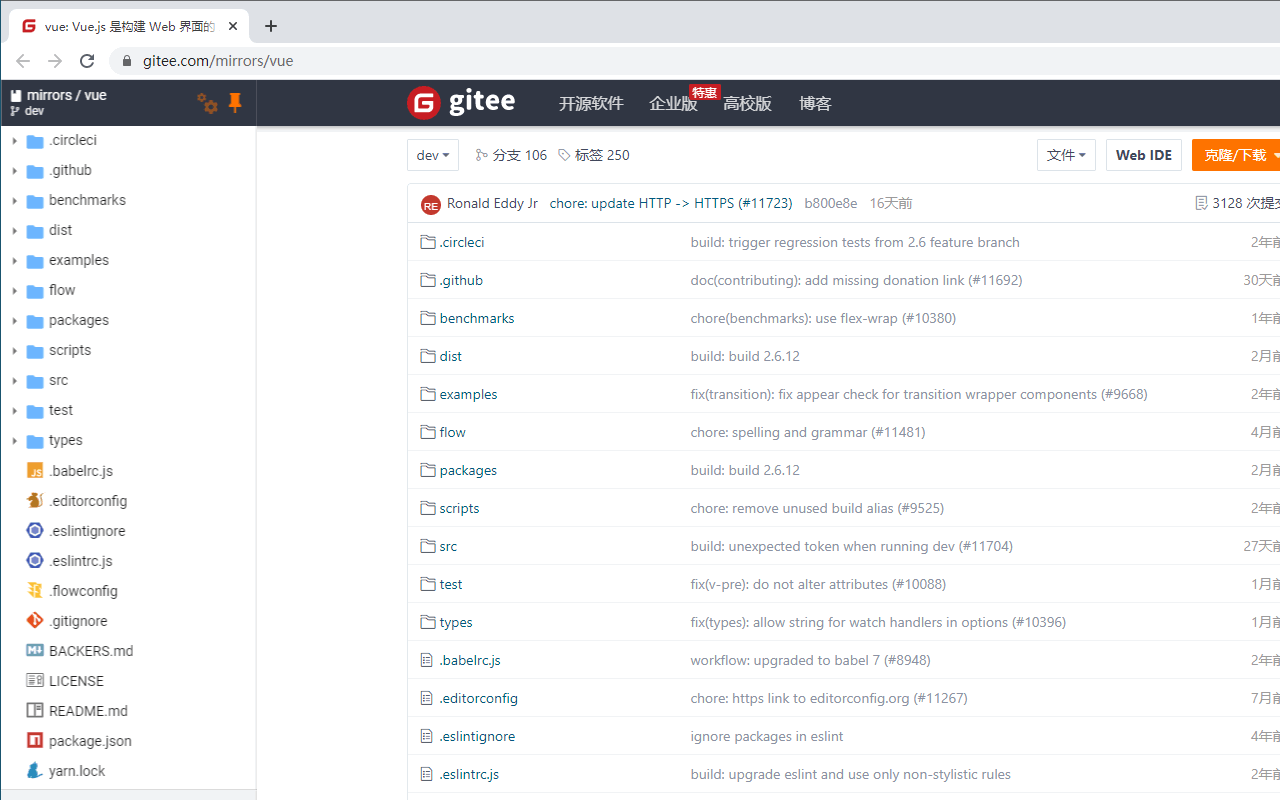 vue: Vue.js 是构建 Web 界面的
gitee.com/mirrors/vue
mirrors / vue
dev
.circleci
.github
benchmarks
dist
examples
flow
packages
scripts
src
test
types
.babelrc.js
.editorconfig
.eslintignore
.eslintrc.js
.flowconfig
.gitignore
BACKERS.md
LICENSE
README.md
package.json
yarn.lock
gitee 开源软件 企业版 特惠 高校版 博客
dev 分支 106 标签 250 文件 Web IDE 克隆/下载
RE Ronald Eddy Jr chore: update HTTP -> HTTPS (#11723) b800e8e 16天前 3128 次提交
.circleci build: trigger regression tests from 2.6 feature branch 2年前
.github doc(contributing): add missing donation link (#11692) 30天前
benchmarks chore(benchmarks): use flex-wrap (#10380) 1年前
dist build: build 2.6.12 2月前
examples fix(transition): fix appear check for transition wrapper components (#9668) 2年前
flow chore: spelling and grammar (#11481) 4月前
packages build: build 2.6.12 2月前
scripts chore: remove unused build alias (#9525) 2年前
src build: unexpected token when running dev (#11704) 27天前
test fix(v-pre): do not alter attributes (#10088) 1月前
types fix(types): allow string for watch handlers in options (#10396) 1月前
.babelrc.js workflow: upgraded to babel 7 (#8948) 2年前
.editorconfig chore: https link to editorconfig.org (#11267) 7月前
.eslintignore ignore packages in eslint 4年前
.eslintrc.js build: upgrade eslint and use only non-stylistic rules 2年前